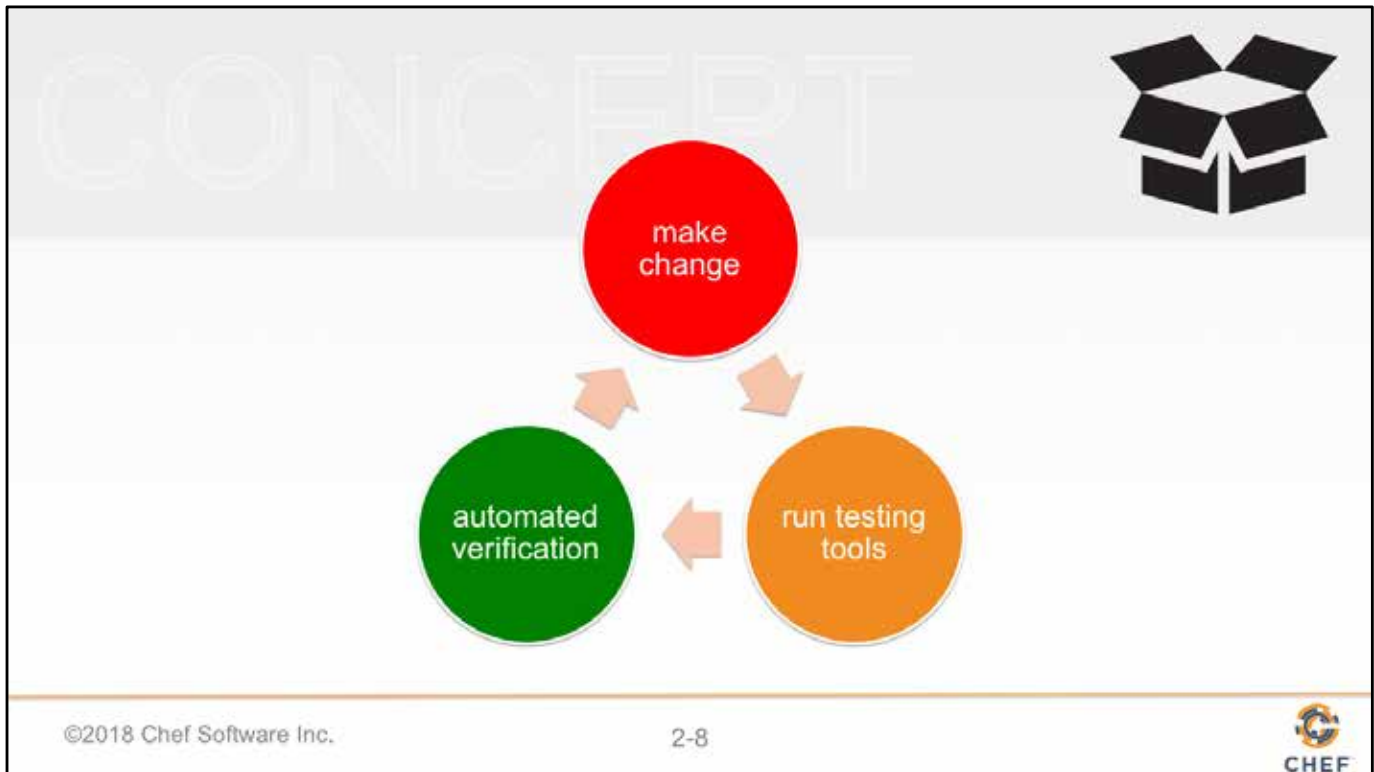 CONCEPT
make
change
automated
verification
run testing
tools
©2018 Chef Software Inc.
2-8
CHEF